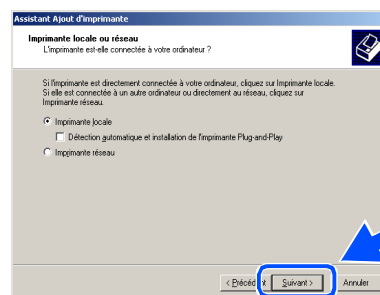 Assistant Ajout d'imprimante
Imprimante locale ou réseau
L'imprimante est-elle connectée à votre ordinateur ?
Si l'imprimante est directement connectée à votre ordinateur, cliquez sur Imprimante locale.
Si elle est connectée à un autre ordinateur ou directement au réseau, cliquez sur
Imprimante réseau.
Imprimante locale
Détection automatique et installation de l'imprimante Plug-and-Play
Imprimante réseau
< Précédent Suivant > Annuler